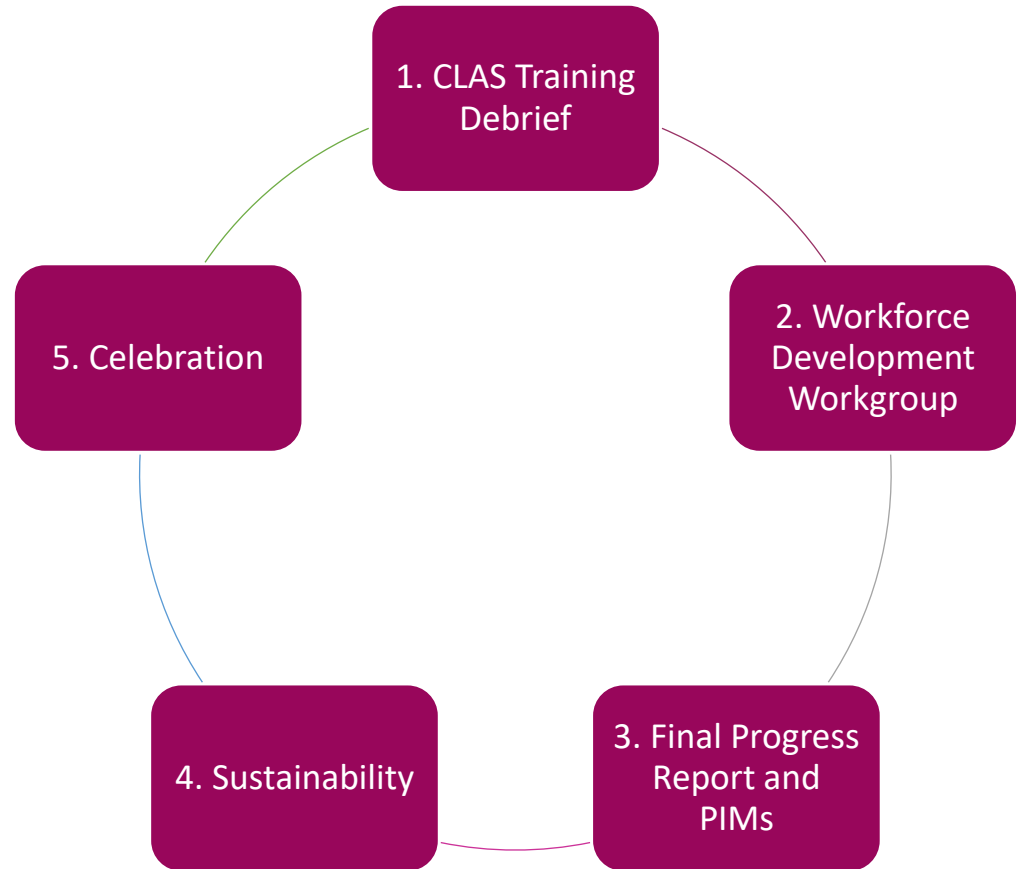 1. CLAS Training
Debrief
2. Workforce
Development
Workgroup
3. Final Progress
Report and
PIMs
4. Sustainability
5. Celebration